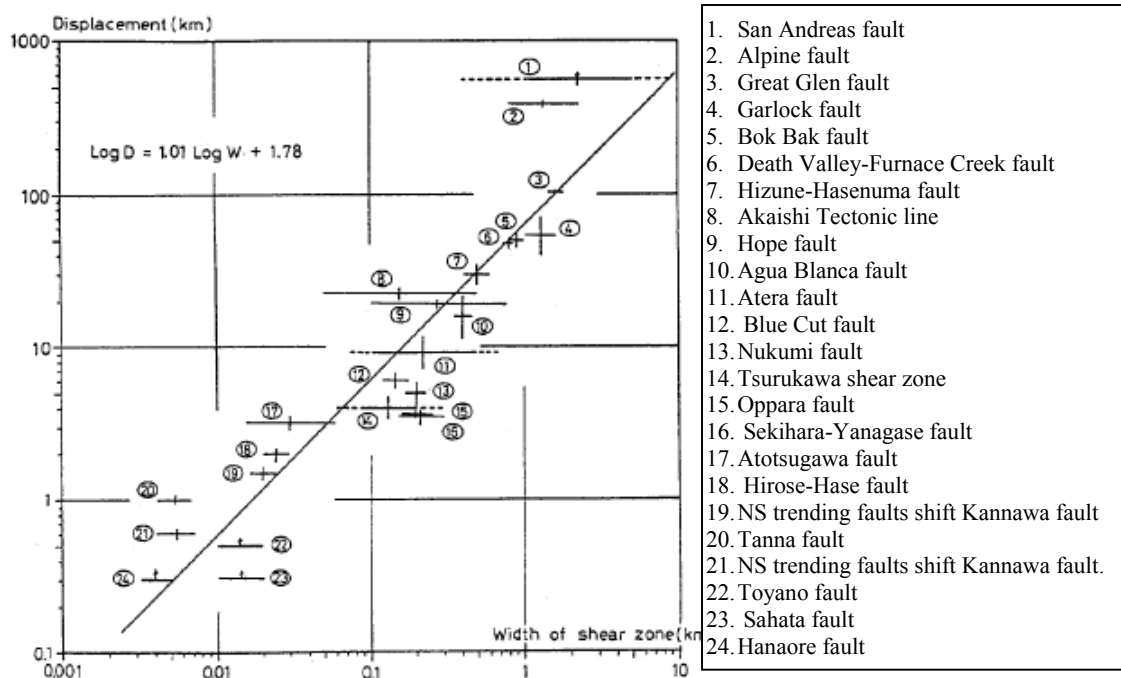 Displacement (km)
1000
100
10
1
0.1
Log D = 1.01 Log W + 1.78
1
2
3
5
6
4
7
8
9
10
11
12
13
17
14
15
15
18
19
20
21
22
23
24
Width of shear zone(km
0.001
0.01
0.1
1
10
1. San Andreas fault
2. Alpine fault
3. Great Glen fault
4. Garlock fault
5. Bok Bak fault
6. Death Valley-Furnace Creek fault
7. Hizune-Hasenuma fault
8. Akaishi Tectonic line
9. Hope fault
10. Agua Blanca fault
11. Atera fault
12. Blue Cut fault
13. Nukumi fault
14. Tsurukawa shear zone
15. Oppara fault
16. Sekihara-Yanagase fault
17. Atotsugawa fault
18. Hirose-Hase fault
19. NS trending faults shift Kannawa fault
20. Tanna fault
21. NS trending faults shift Kannawa fault.
22. Toyano fault
23. Sahata fault
24. Hanaore fault